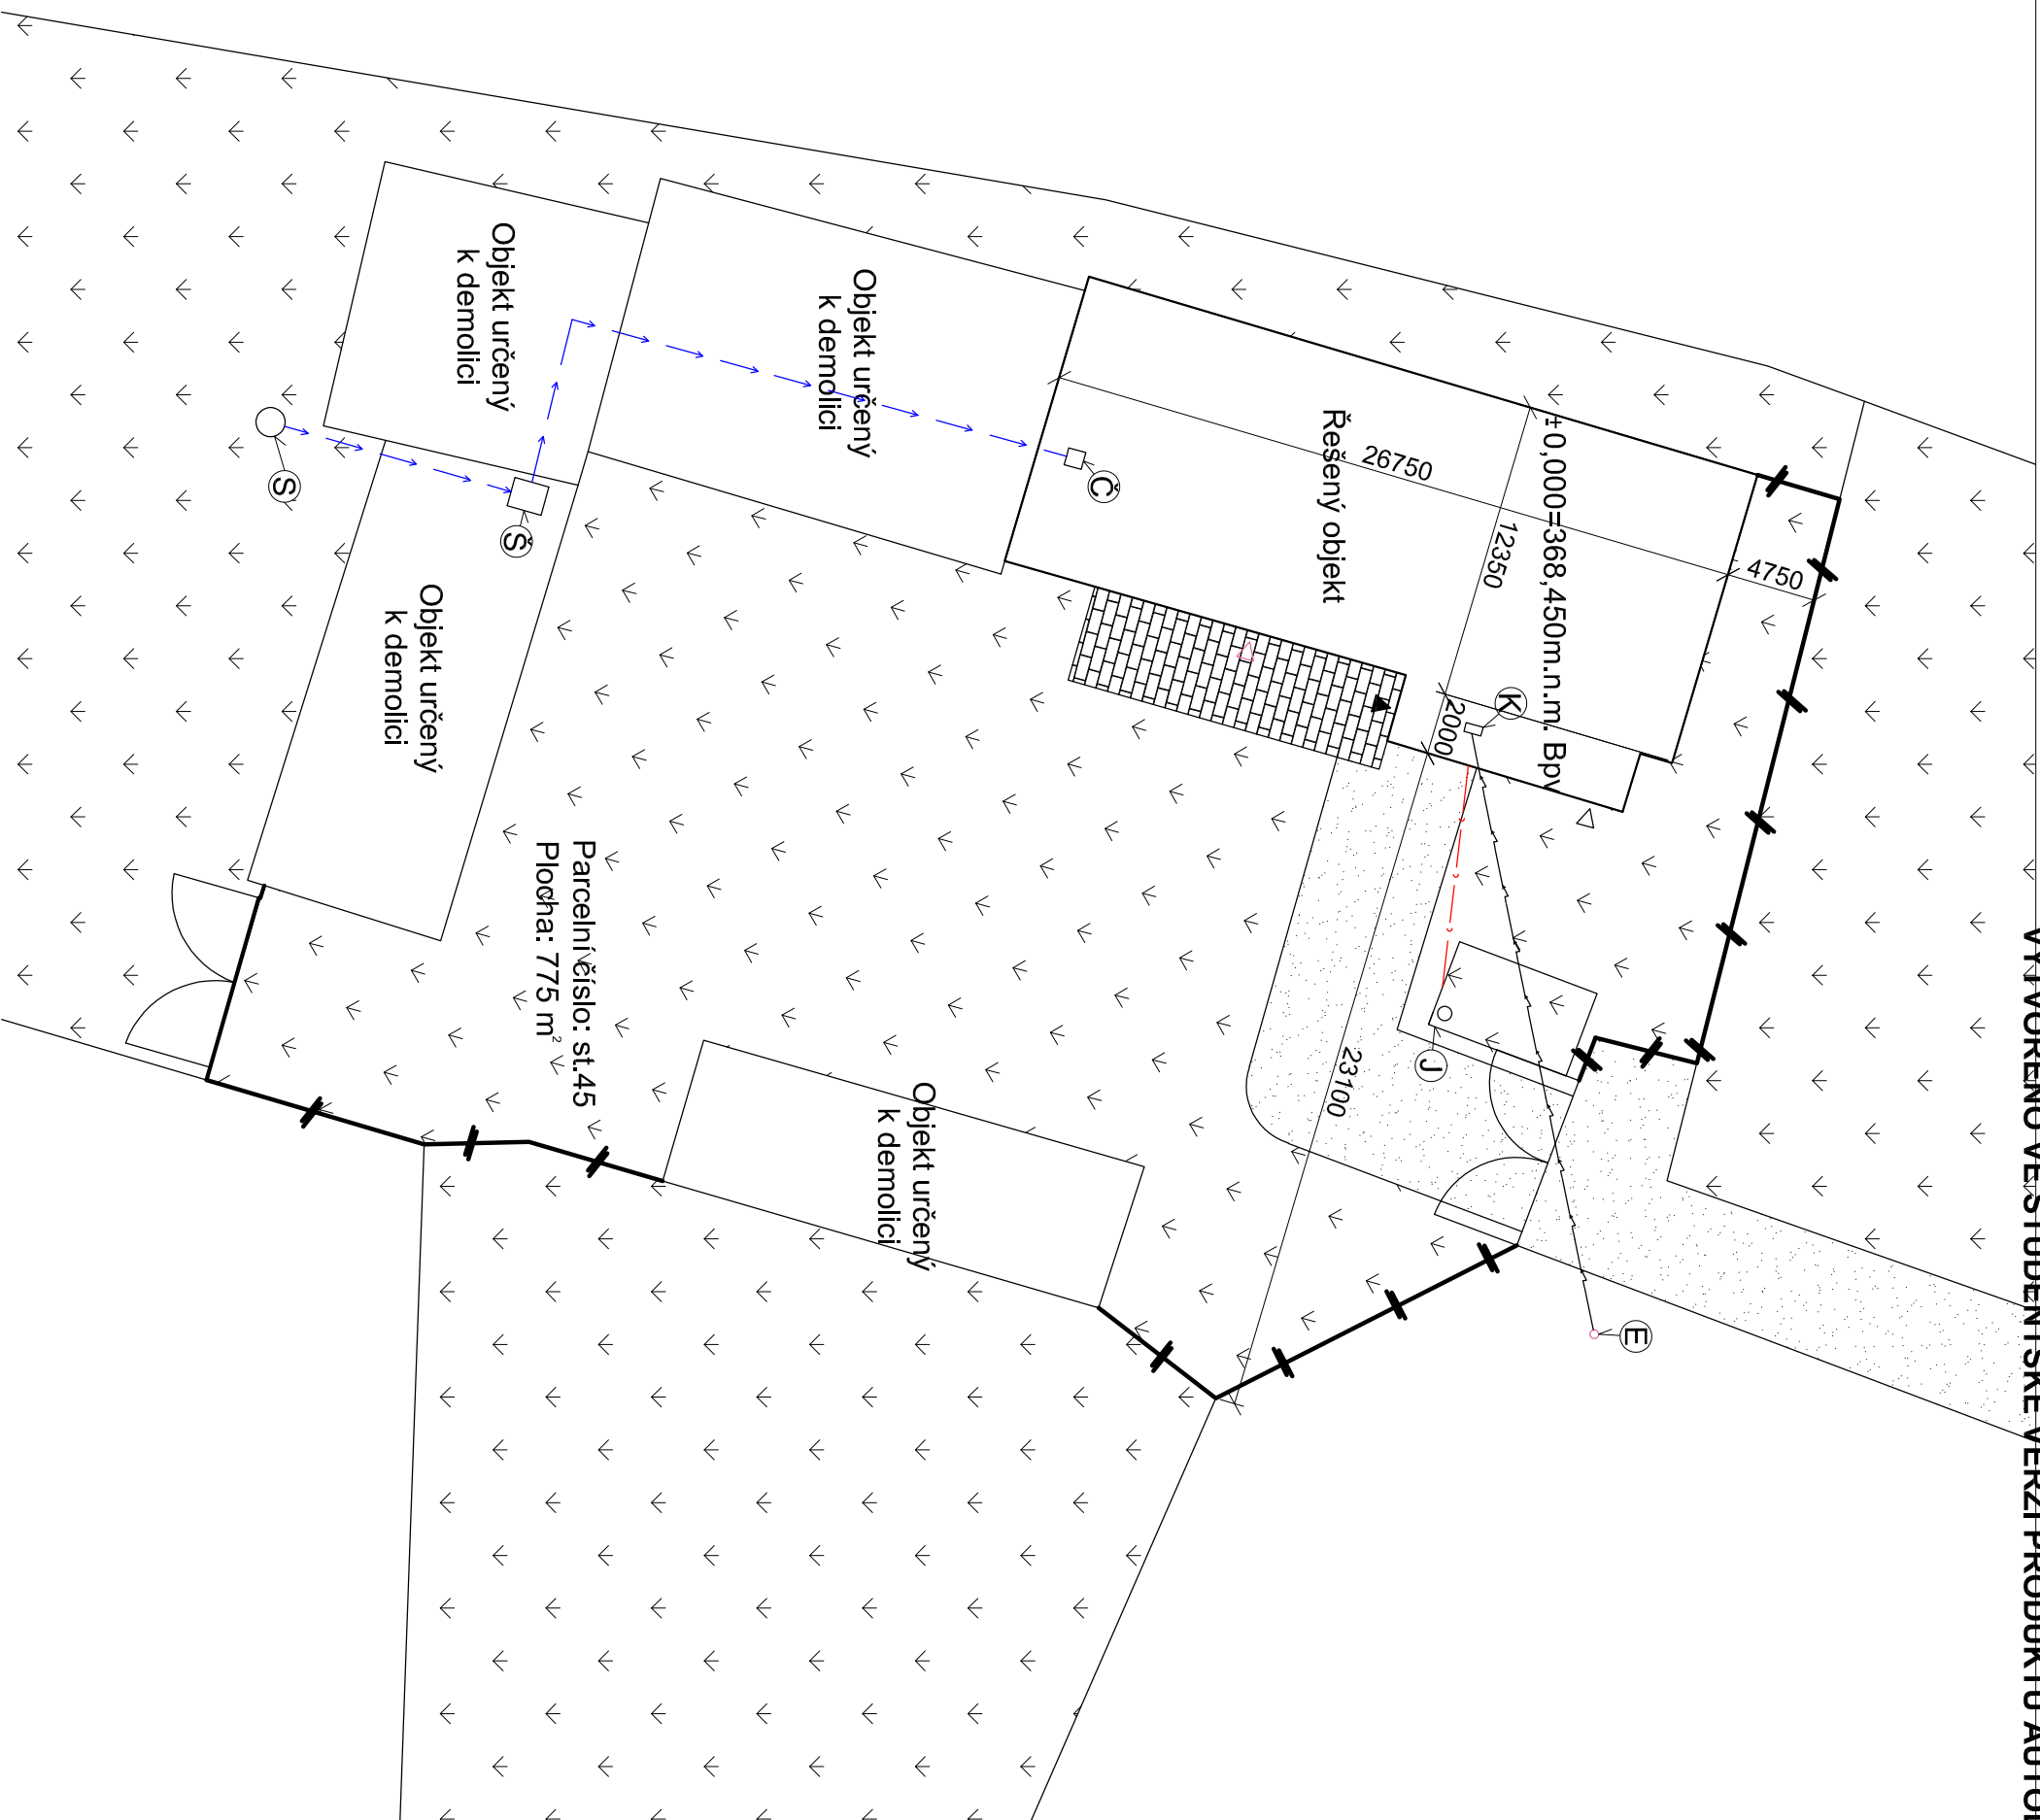 VYTVOŘENO VE STUDENTSKÉ VERZI PRODUKTU
±0,000=368,450m.n.m. Bpv
4750
12350
26750
Řešený objekt
K
2000
E
J
23100
Č
Objekt určený
k demolici
Objekt určený
k demolici
Objekt určený
k demolici
Š
Parcelní číslo: st.45
Plocha: 775 m²
Objekt určený
k demolici
S